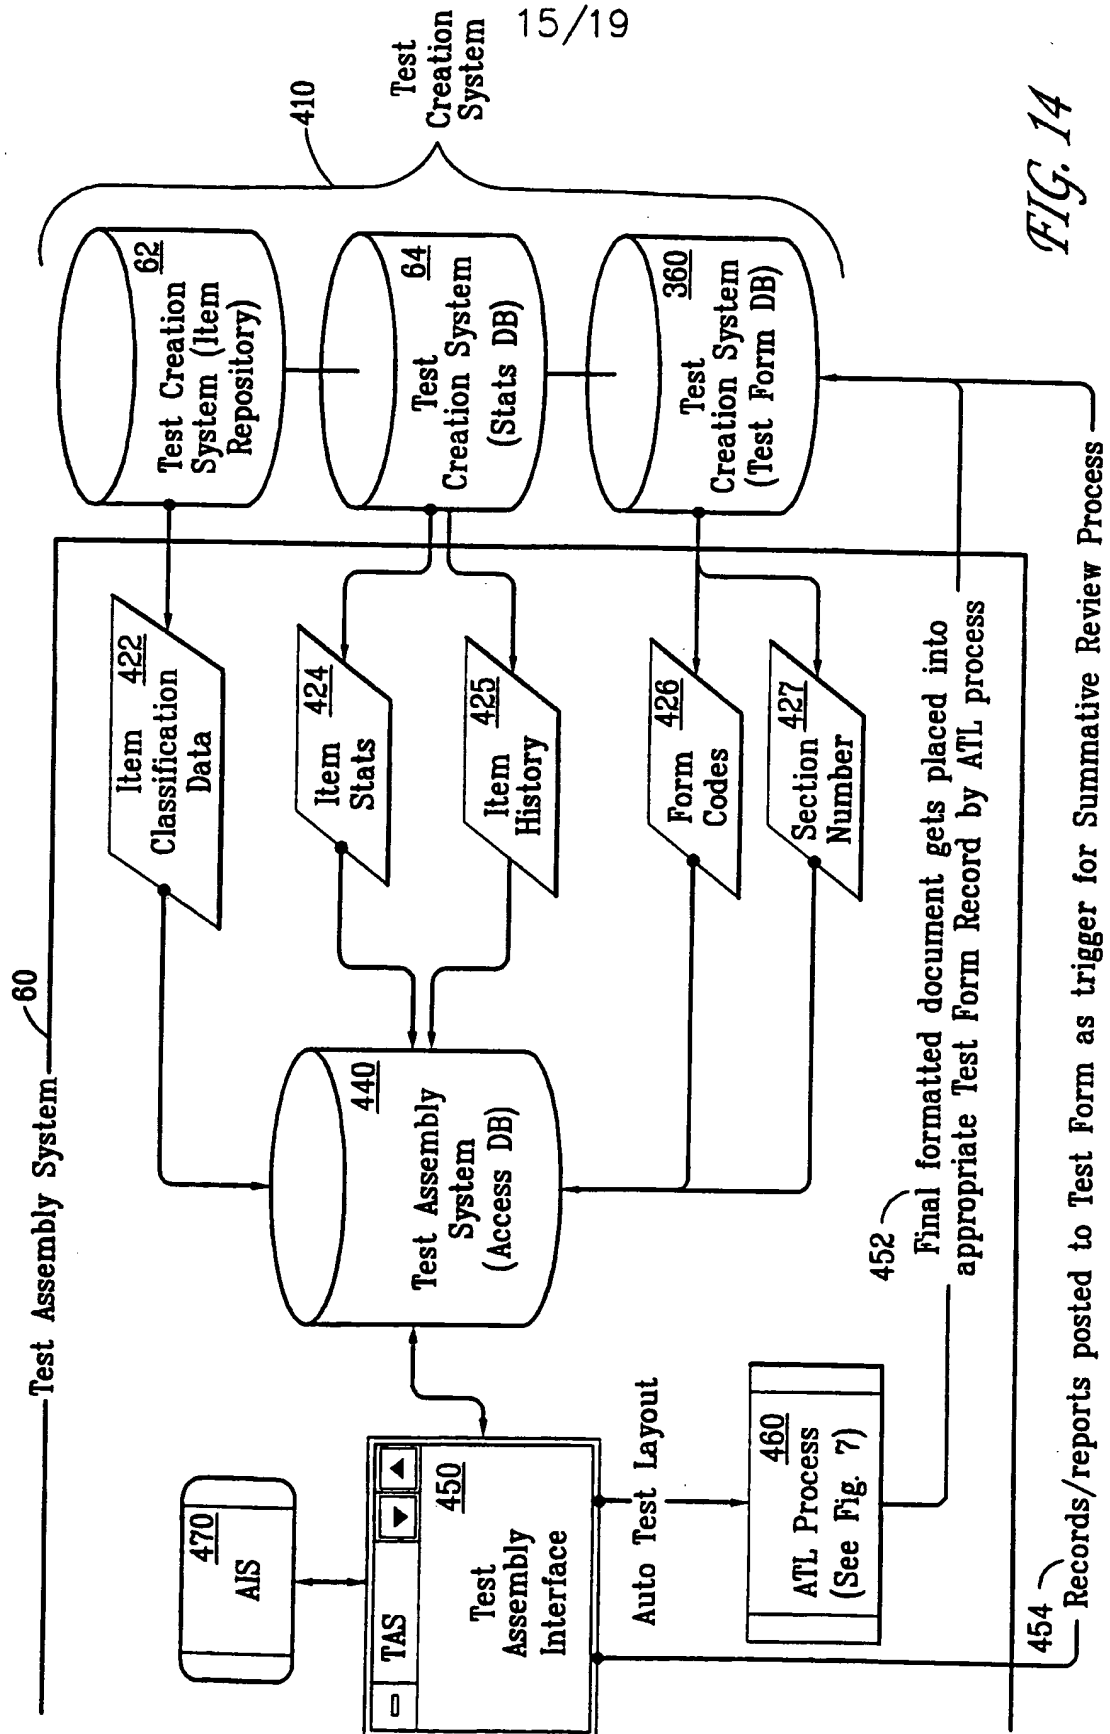 15/19
Test Assembly System
60
AIS
470
TAS
450
Test
Assembly
Interface
Auto Test Layout
460
ATL Process
(See Fig. 7)
440
Test Assembly
System
(Access DB)
Item
422
Classification
Data
424
Item
Stats
425
Item
History
426
Form
Codes
427
Section
Number
62
Test Creation
System (Item
Repository)
64
Test
Creation System
(Stats DB)
360
Test
Creation System
(Test Form DB)
410
Test
Creation
System
452
Final formatted document gets placed into
appropriate Test Form Record by ATL process
454
Records/reports posted to Test Form as trigger for Summative Review Process
FIG. 14